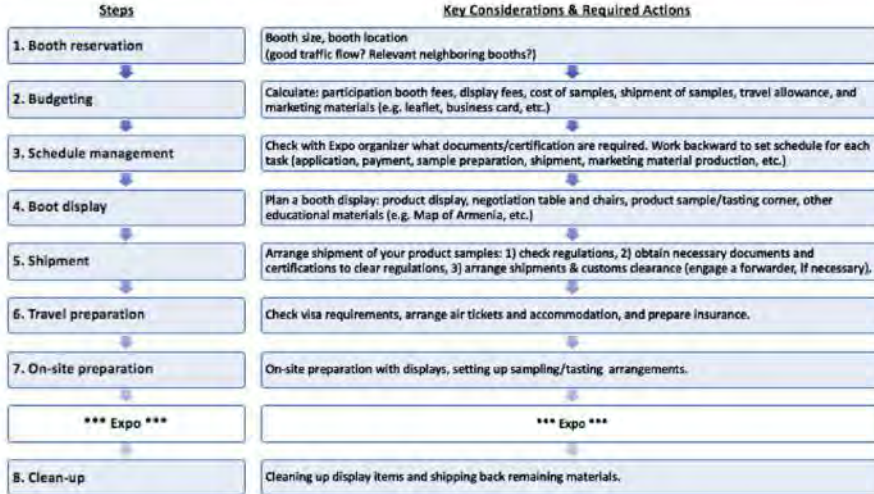 Steps
Key Considerations & Required Actions
1. Booth reservation
Booth size, booth location
(good traffic flow? Relevant neighboring booths?)
2. Budgeting
Calculate: participation booth fees, display fees, cost of samples, shipment of samples, travel allowance, and
marketing materials (e.g. leaflet, business card, etc.)
3. Schedule management
Check with Expo organizer what documents/certification are required. Work backward to set schedule for each
task (application, payment, sample preparation, shipment, marketing material production, etc.)
4. Boot display
Plan a booth display: product display, negotiation table and chairs, product sample/tasting corner, other
educational materials (e.g. Map of Armenia, etc.)
5. Shipment
Arrange shipment of your product samples: 1) check regulations, 2) obtain necessary documents and
certifications to clear regulations, 3) arrange shipments & customs clearance (engage a forwarder, if necessary).
6. Travel preparation
Check visa requirements, arrange air tickets and accommodation, and prepare insurance.
7. On-site preparation
On-site preparation with displays, setting up sampling/tasting arrangements.
*** Expo ***
*** Expo ***
8. Clean-up
Cleaning up display items and shipping back remaining materials.